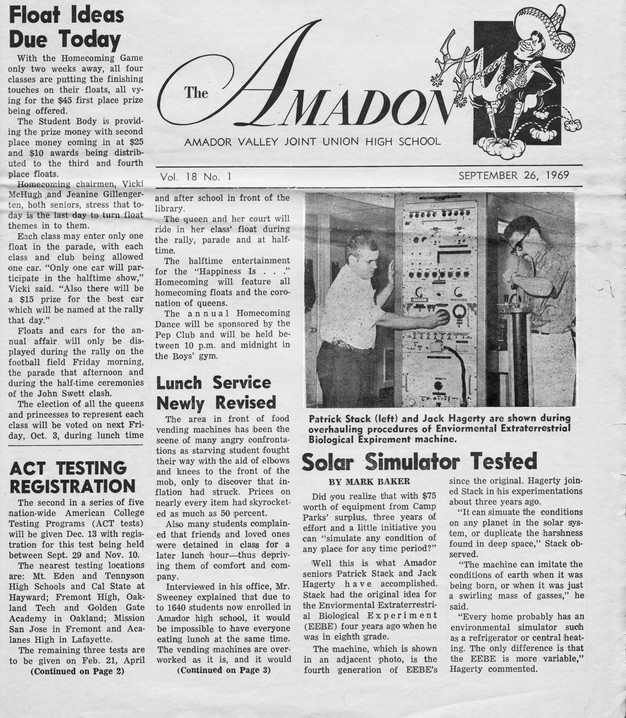 Float Ideas
Due Today
With the Homecoming Game
only two weeks away, all four
classes are putting the finishing
touches on their floats, all vy-
ing for the $45 first place prize
being offered.
The Student Body is provid-
ing the prize money with second
place money coming in at $25
and $10 awards being distrib-
uted to the third and fourth
place floats.
Homecoming chairmen, Vicki
McHugh and Jeanine Gillenger-
ten, both seniors, stress that to-
day is the last day to turn float
themes in to them.
Each class may enter only one
float in the parade, with each
class and club being allowed
one car. "Only one car will par-
ticipate in the halftime show,"
Vicki said. "Also there will be
a $15 prize for the best car
which will be named at the rally
that day."
Floats and cars for the an-
nual affair will only be dis-
played during the rally on the
football field Friday morning,
the parade that afternoon and
during the half-time ceremonies
of the John Swett clash.
The election of all the queens
and princesses to represent each
class will be voted on next Fri-
day, Oct. 3, during lunch time
ACT TESTING
REGISTRATION
The second in a series of five
nation-wide American College
Testing Programs (ACT tests)
will be given Dec. 13 with regis-
tration for this test being held
between Sept. 29 and Nov. 10.
The nearest testing locations
are: Mt. Eden and Tennyson
High Schools and Cal State at
Hayward; Fremont High, Oak-
land Tech and Golden Gate
Academy in Oakland; Mission
San Jose in Fremont and Aca-
lanes High in Lafayette.
The remaining three tests are
to be given on Feb. 21, April
(Continued on Page 2)
The AMADON
AMADOR VALLEY JOINT UNION HIGH SCHOOL
Vol. 18 No. 1
SEPTEMBER 26, 1969
and after school in front of the
library.
The queen and her court will
ride in her class' float during
the rally, parade and at half-
time.
The halftime entertainment
for the "Happiness Is . . ."
Homecoming will feature all
homecoming floats and the coro-
nation of queens.
The annual Homecoming
Dance will be sponsored by the
Pep Club and will be held be-
tween 10 p.m. and midnight in
the Boys' gym.
Lunch Service
Newly Revised
The area in front of food
vending machines has been the
scene of many angry confronta-
tions as starving student fought
their way with the aid of elbows
and knees to the front of the
mob, only to discover that in-
flation had struck. Prices on
nearly every item had skyrocket-
ed as much as 50 percent.
Also many students complain-
ed that friends and loved ones
were detained in class for a
later lunch hour—thus depriv-
ing them of comfort and com-
pany.
Interviewed in his office, Mr.
Sweeney explained that due to
to 1640 students now enrolled in
Amador high school, it would
be impossible to have everyone
eating lunch at the same time.
The vending machines are over-
worked as it is, and it would
(Continued on Page 3)
Patrick Stack (left) and Jack Hagerty are shown during
overhauling procedures of Enviormental Extraterrestrial
Biological Expirement machine.
Solar Simulator Tested
BY MARK BAKER
Did you realize that with $75
worth of equipment from Camp
Parks' surplus, three years of
effort and a little initiative you
can "simulate any condition of
any place for any time period?"
Well this is what Amador
seniors Patrick Stack and Jack
Hagerty have accomplished.
Stack had the original idea for
the Enviormental Extraterrestri-
al Biological Experiment
(EEBE) four years ago when he
was in eighth grade.
The machine, which is shown
in an adjacent photo, is the
fourth generation of EEBE's
since the original. Hagerty join-
ed Stack in his experimentations
about three years ago.
"It can simuate the conditions
on any planet in the solar sys-
tem, or duplicate the harshness
found in deep space," Stack ob-
served.
"The machine can imitate the
conditions of earth when it was
being born, or when it was just
a swirling mass of gasses," he
said.
"Every home probably has an
environmental simulator such
as a refrigerator or central heat-
ing. The only difference is that
the EEBE is more variable,"
Hagerty commented.